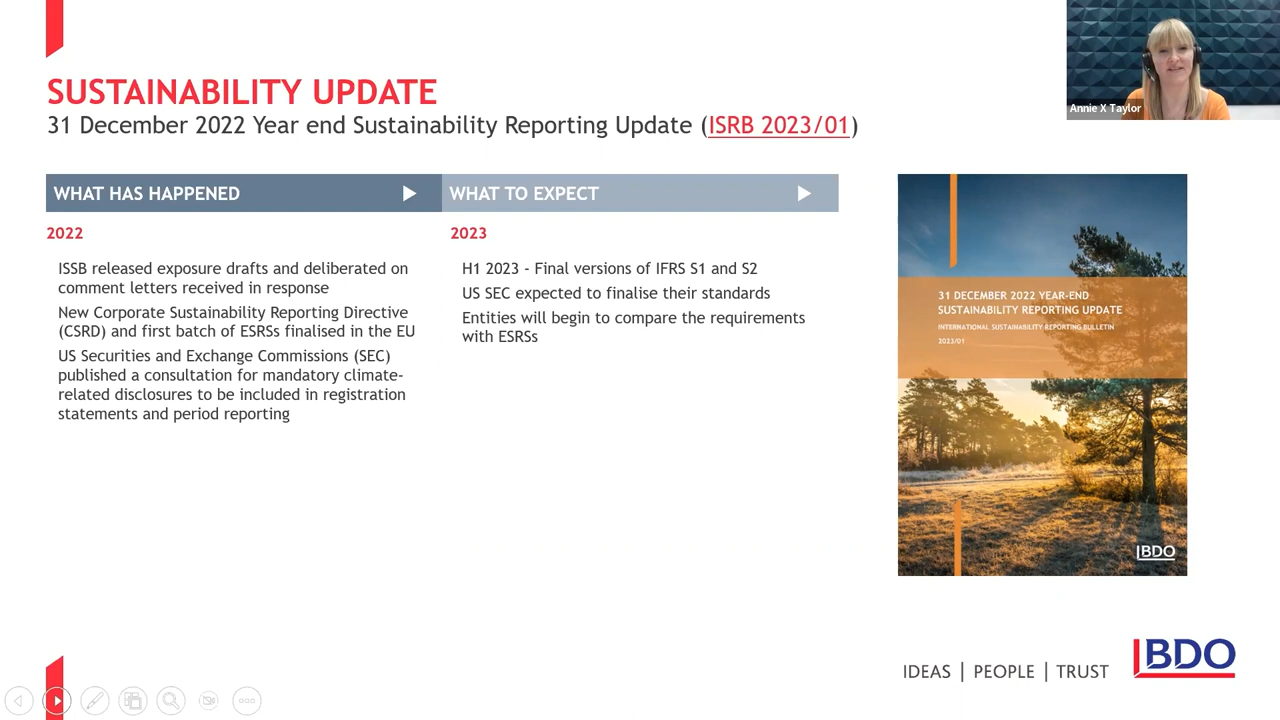 SUSTAINABILITY UPDATE
31 December 2022 Year end Sustainability Reporting Update (ISRB 2023/01)
Annie X Taylor
WHAT HAS HAPPENED
2022
ISSB released exposure drafts and deliberated on
comment letters received in response
New Corporate Sustainability Reporting Directive
(CSRD) and first batch of ESRSs finalised in the EU
US Securities and Exchange Commissions (SEC)
published a consultation for mandatory climate-
related disclosures to be included in registration
statements and period reporting
WHAT TO EXPECT
2023
H1 2023 - Final versions of IFRS S1 and S2
US SEC expected to finalise their standards
Entities will begin to compare the requirements
with ESRSs
31 DECEMBER 2022 YEAR-END
SUSTAINABILITY REPORTING UPDATE
INTERNATIONAL SUSTAINABILITY REPORTING BULLETIN
2023/01
BDO
IDEAS | PEOPLE | TRUST
BDO